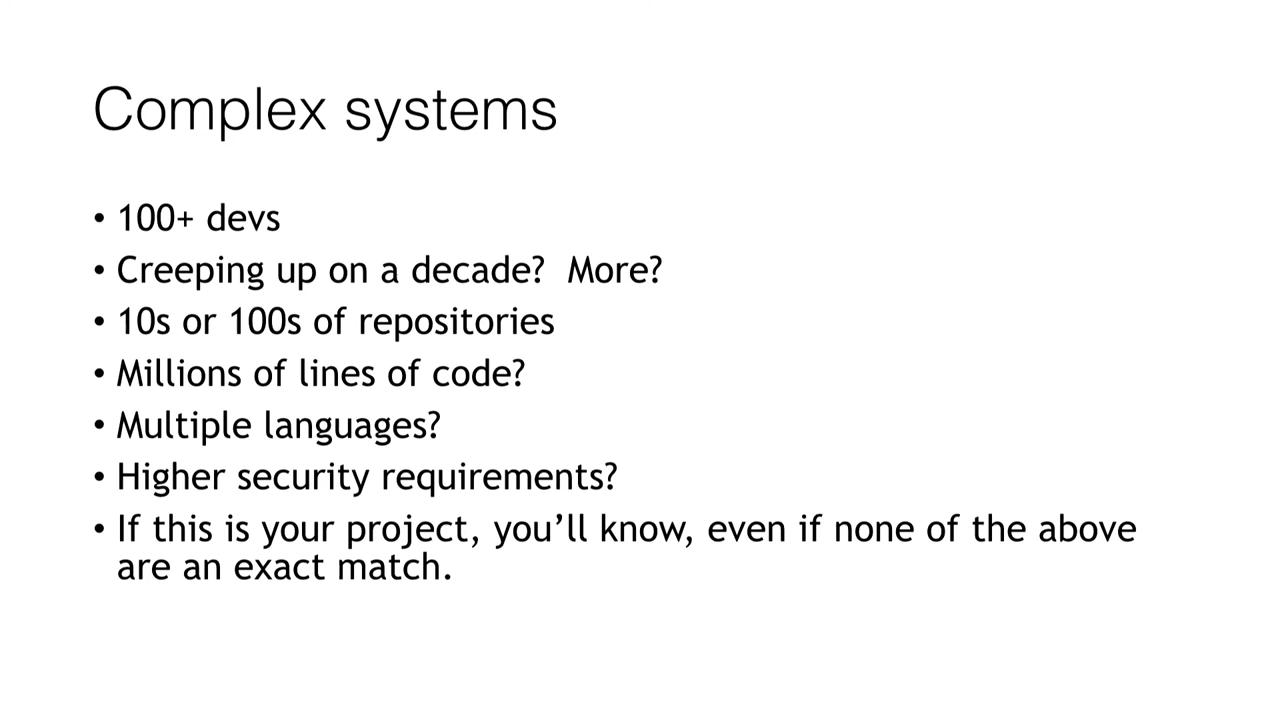 Complex systems
• 100+ devs
• Creeping up on a decade?  More?
• 10s or 100s of repositories
• Millions of lines of code?
• Multiple languages?
• Higher security requirements?
• If this is your project, you’ll know, even if none of the above
are an exact match.